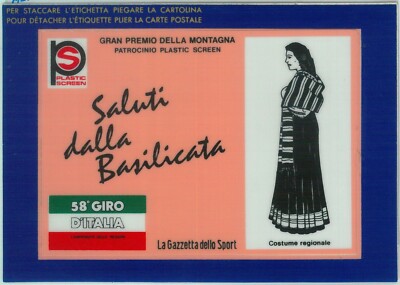 PER STACCARE L'ETICHETTA PIEGARE LA CARTOLINA
POUR DÉTACHER L'ÉTIQUETTE PLIER LA CARTE POSTALE
PS
PLASTIC
SCREEN
GRAN PREMIO DELLA MONTAGNA
PATROCINIO PLASTIC SCREEN
Saluti
dalla
Basilicata
58° GIRO
D'ITALIA
La Gazzetta dello Sport
Costume regionale